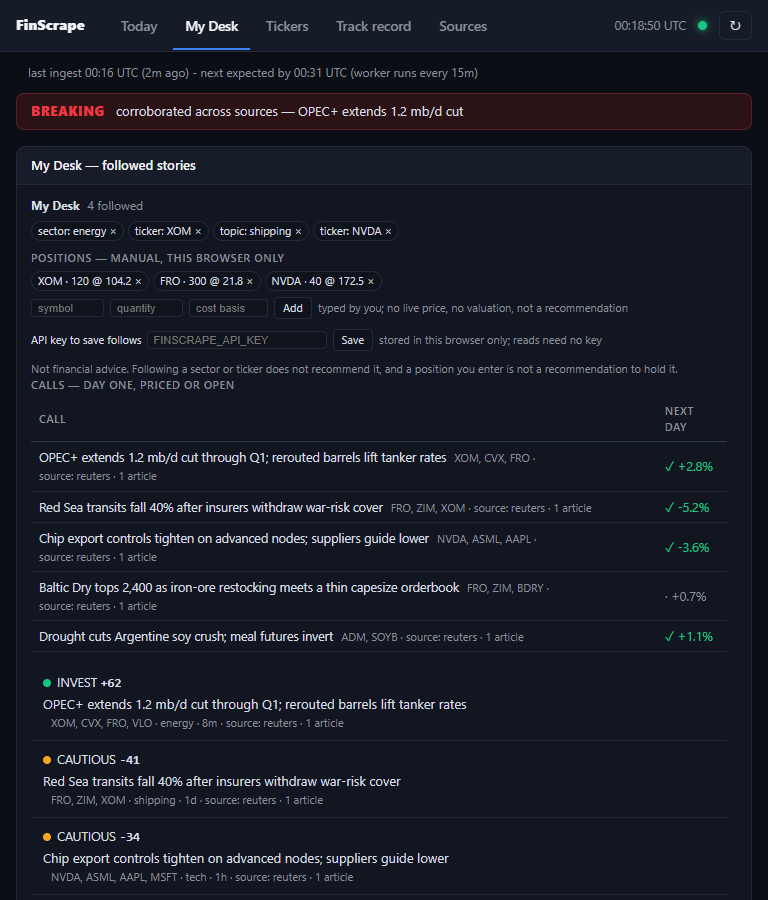 FinScrape Today My Desk Tickers Track record Sources 00:18:50 UTC ↻
last ingest 00:16 UTC (2m ago) - next expected by 00:31 UTC (worker runs every 15m)
BREAKING corroborated across sources — OPEC+ extends 1.2 mb/d cut
My Desk — followed stories
My Desk 4 followed
sector: energy × ticker: XOM × topic: shipping × ticker: NVDA ×
POSITIONS — MANUAL, THIS BROWSER ONLY
XOM · 120 @ 104.2 × FRO · 300 @ 21.8 × NVDA · 40 @ 172.5 ×
symbol quantity cost basis Add typed by you; no live price, no valuation, not a recommendation
API key to save follows FINSCRAPE_API_KEY Save stored in this browser only; reads need no key
Not financial advice. Following a sector or ticker does not recommend it, and a position you enter is not a recommendation to hold it.
CALLS — DAY ONE, PRICED OR OPEN
CALL NEXT
DAY
OPEC+ extends 1.2 mb/d cut through Q1; rerouted barrels lift tanker rates XOM, CVX, FRO ·
source: reuters · 1 article ✓ +2.8%
Red Sea transits fall 40% after insurers withdraw war-risk cover FRO, ZIM, XOM · source: reuters · 1 article ✓ -5.2%
Chip export controls tighten on advanced nodes; suppliers guide lower NVDA, ASML, AAPL ·
source: reuters · 1 article ✓ -3.6%
Baltic Dry tops 2,400 as iron-ore restocking meets a thin capesize orderbook FRO, ZIM, BDRY ·
source: reuters · 1 article · +0.7%
Drought cuts Argentine soy crush; meal futures invert ADM, SOYB · source: reuters · 1 article ✓ +1.1%
INVEST +62
OPEC+ extends 1.2 mb/d cut through Q1; rerouted barrels lift tanker rates
XOM, CVX, FRO, VLO · energy · 8m · source: reuters · 1 article
CAUTIOUS -41
Red Sea transits fall 40% after insurers withdraw war-risk cover
FRO, ZIM, XOM · shipping · 1d · source: reuters · 1 article
CAUTIOUS -34
Chip export controls tighten on advanced nodes; suppliers guide lower
NVDA, ASML, AAPL, MSFT · tech · 1h · source: reuters · 1 article